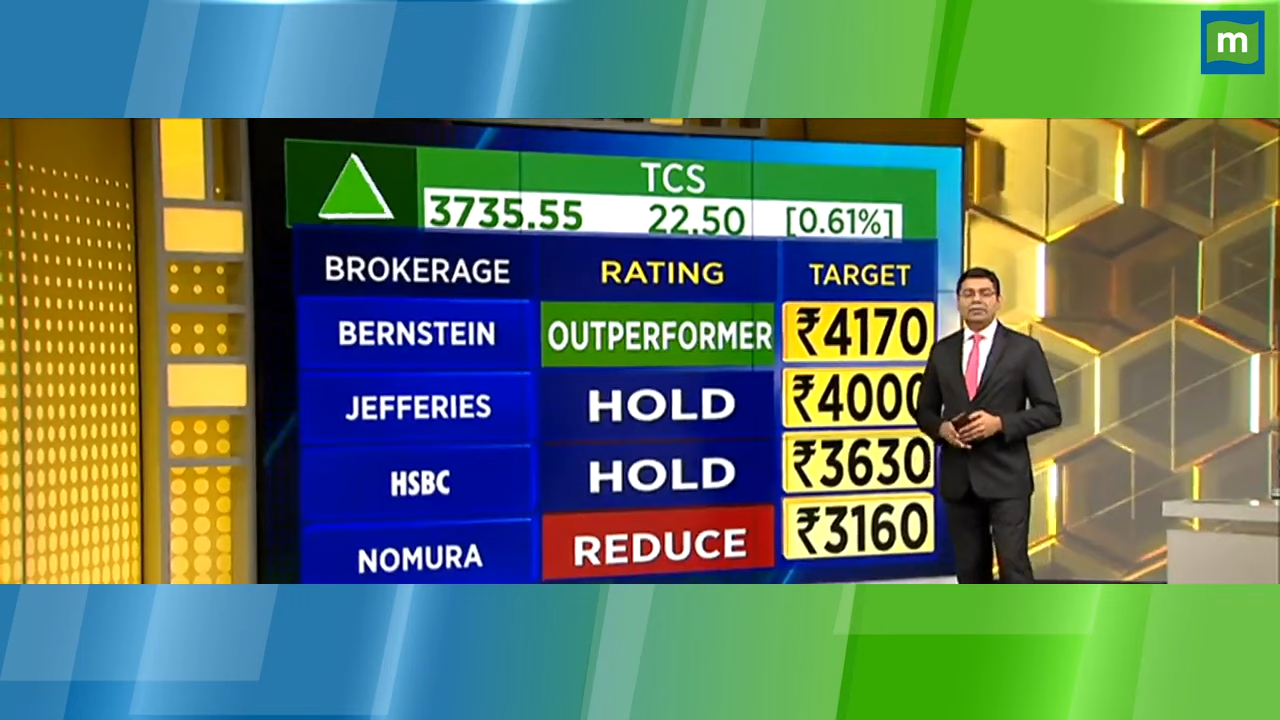 m
TCS
3735.55 22.50 [0.61%]
BROKERAGE RATING TARGET
BERNSTEIN OUTPERFORMER ₹4170
JEFFERIES HOLD ₹4000
HSBC HOLD ₹3630
NOMURA REDUCE ₹3160